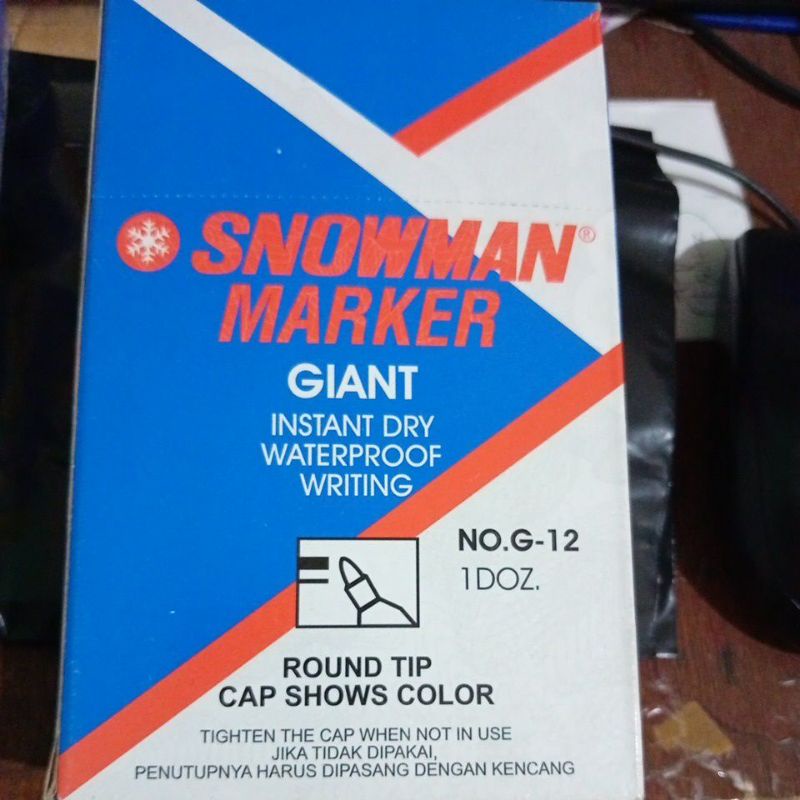 SNOWMAN®
MARKER
GIANT
INSTANT DRY
WATERPROOF
WRITING
NO.G-12
1DOZ.
ROUND TIP
CAP SHOWS COLOR
TIGHTEN THE CAP WHEN NOT IN USE
JIKA TIDAK DIPAKAI,
PENUTUPNYA HARUS DIPASANG DENGAN KENCANG